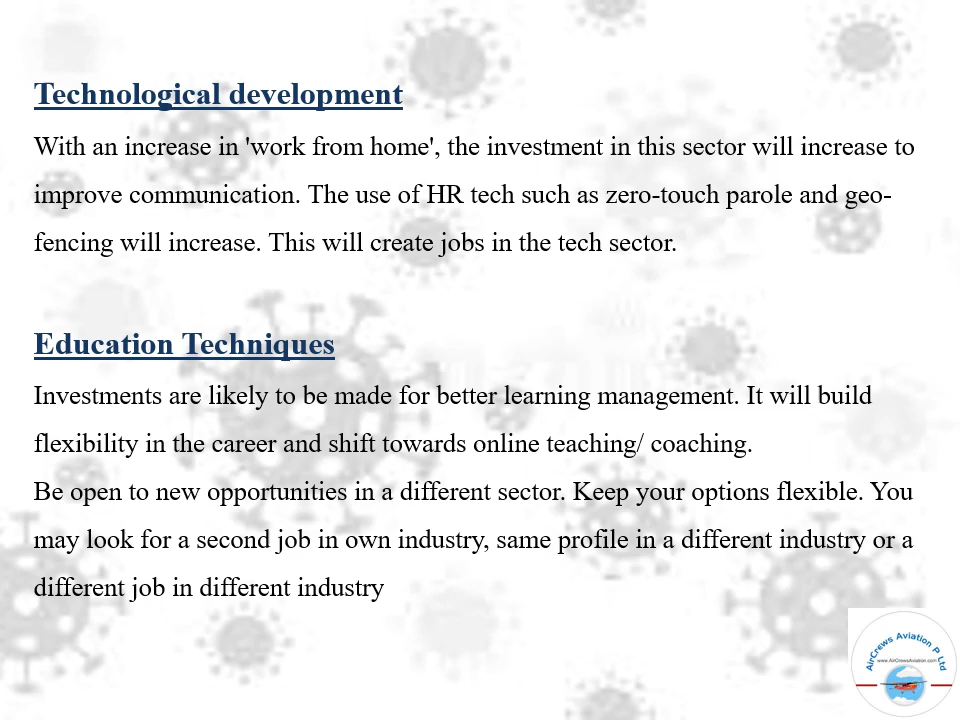 Technological development
With an increase in 'work from home', the investment in this sector will increase to
improve communication. The use of HR tech such as zero-touch parole and geo-
fencing will increase. This will create jobs in the tech sector.
Education Techniques
Investments are likely to be made for better learning management. It will build
flexibility in the career and shift towards online teaching/ coaching.
Be open to new opportunities in a different sector. Keep your options flexible. You
may look for a second job in own industry, same profile in a different industry or a
different job in different industry
AirCrews Aviation P Ltd
www.AirCrewsAviation.com